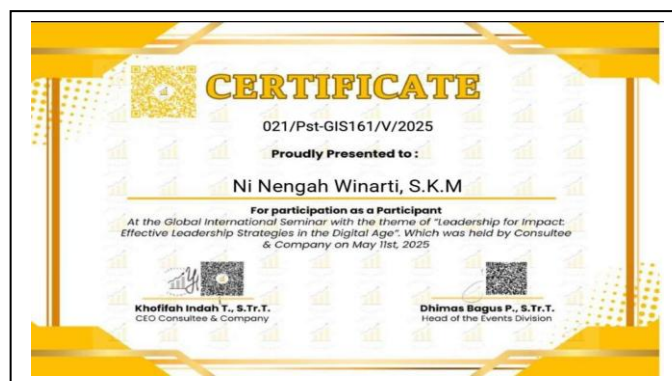 CERTIFICATE
021/Pst-GIS161/V/2025
Proudly Presented to :
Ni Nengah Winarti, S.K.M
For participation as a Participant
At the Global International Seminar with the theme of "Leadership for Impact:
Effective Leadership Strategies in the Digital Age". Which was held by Consultee
& Company on May 11st, 2025
Khofifah Indah T., S.Tr.T.
CEO Consultee & Company
Dhimas Bagus P., S.Tr.T.
Head of the Events Division